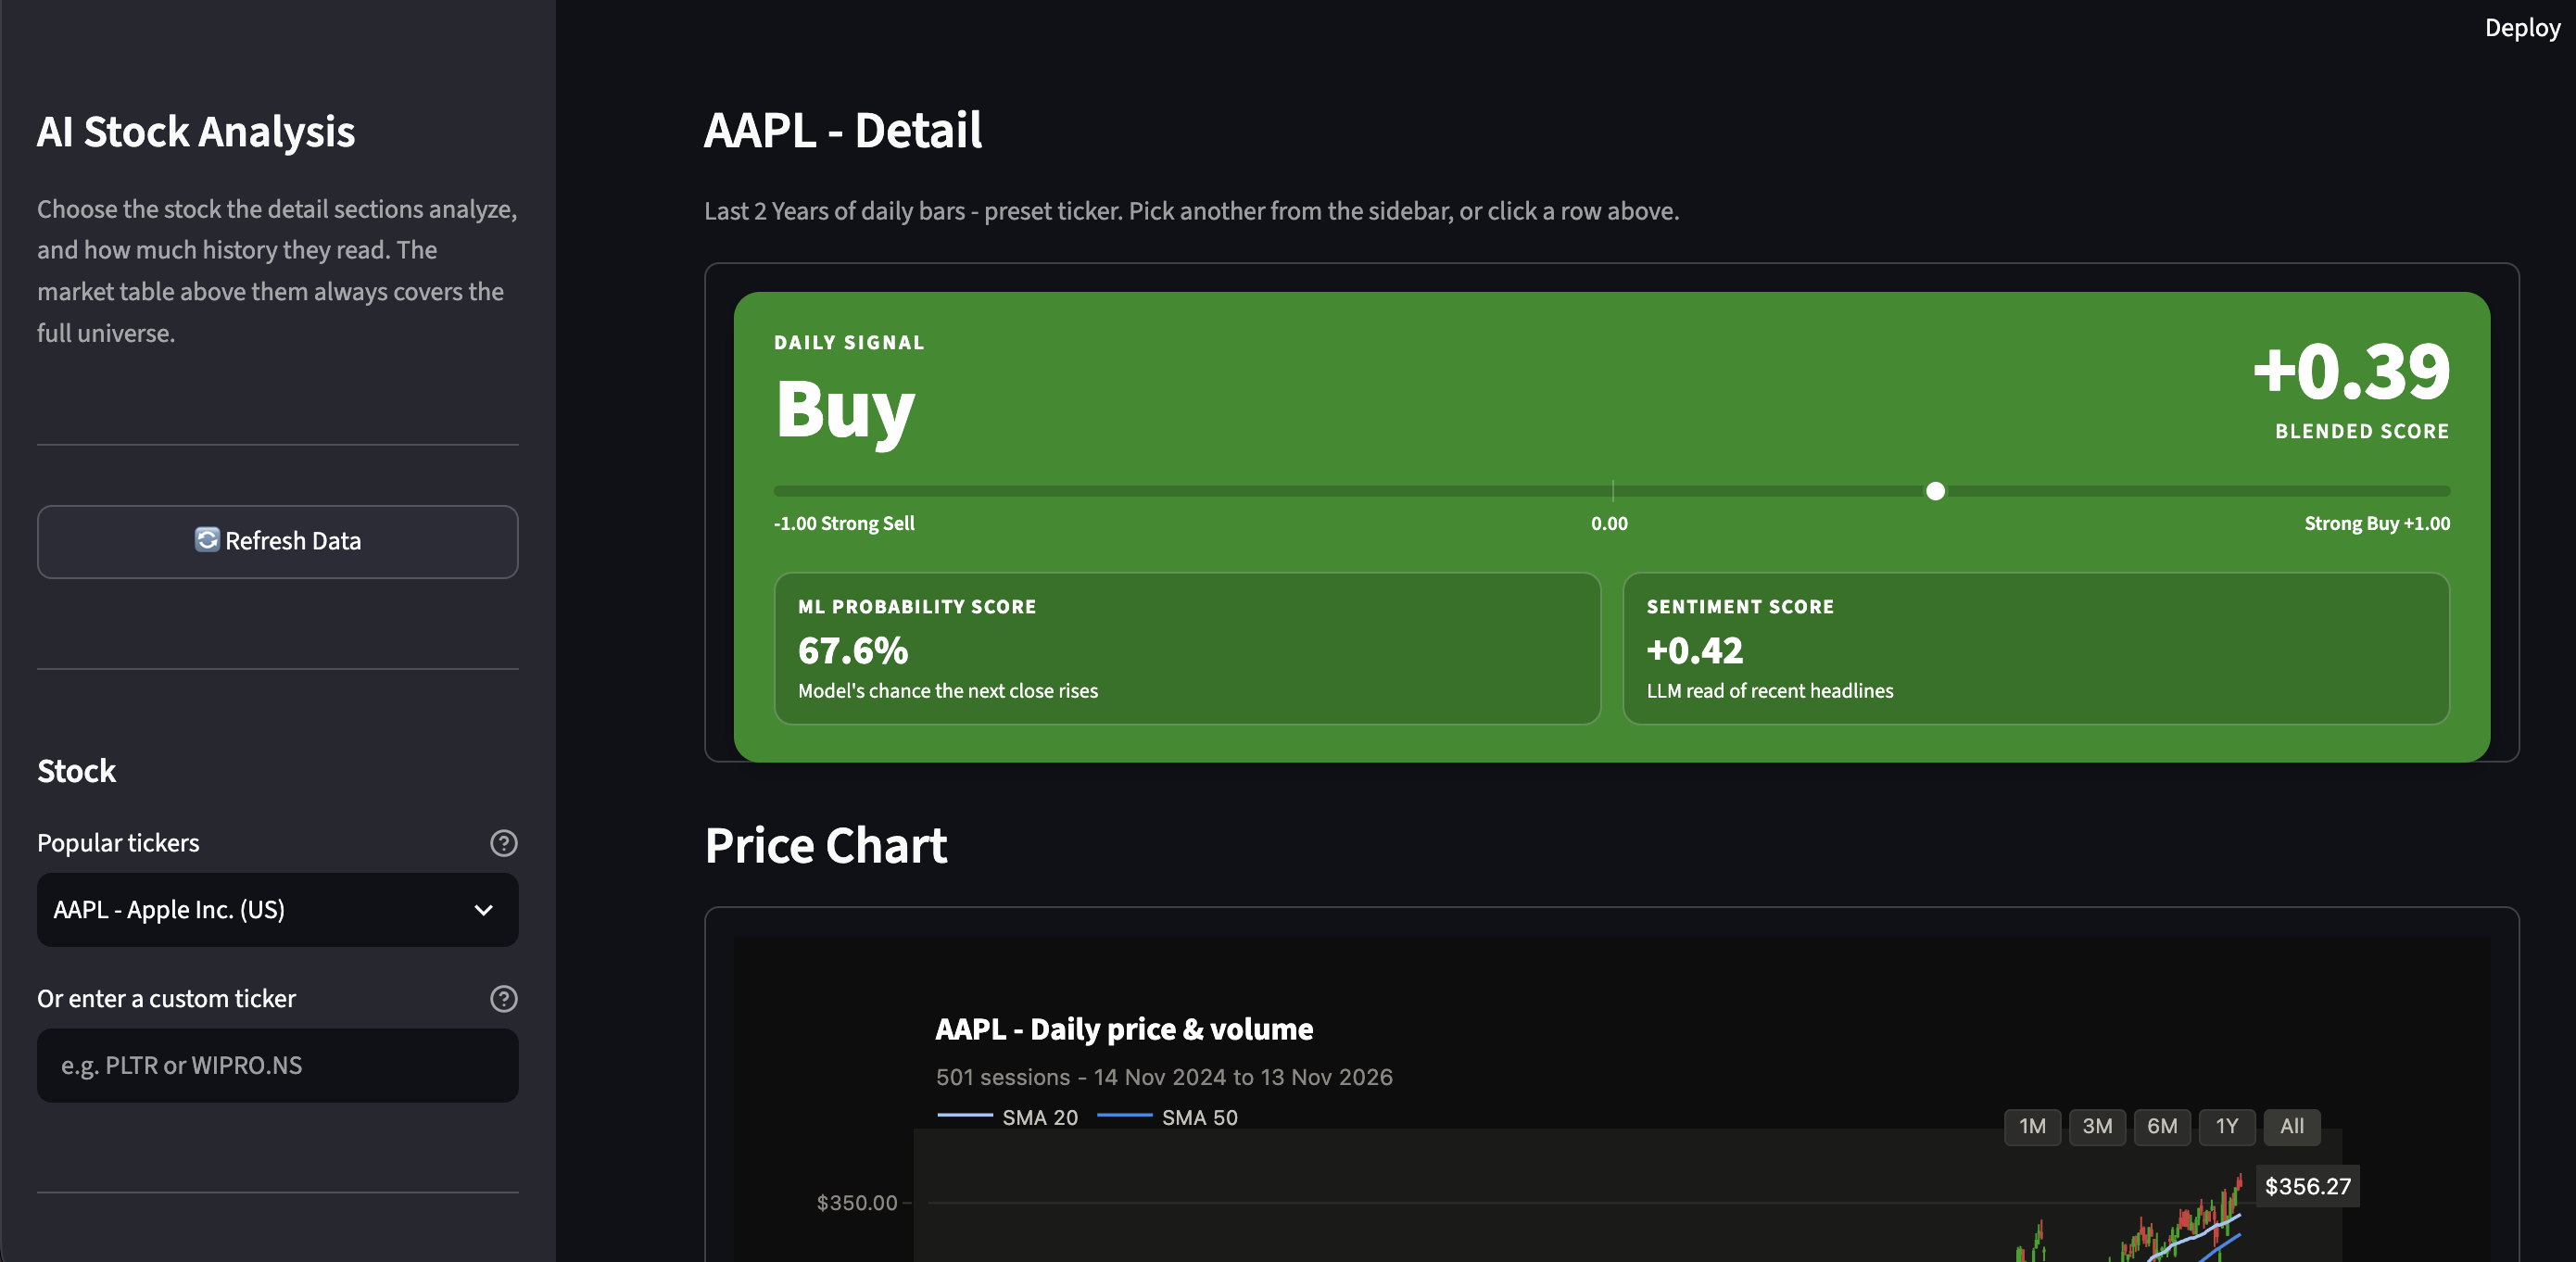 Deploy
AI Stock Analysis
Choose the stock the detail sections analyze,
and how much history they read. The
market table above them always covers the
full universe.
Refresh Data
Stock
Popular tickers
AAPL - Apple Inc. (US)
Or enter a custom ticker
e.g. PLTR or WIPRO.NS
AAPL - Detail
Last 2 Years of daily bars - preset ticker. Pick another from the sidebar, or click a row above.
DAILY SIGNAL
Buy
+0.39
BLENDED SCORE
-1.00 Strong Sell
0.00
Strong Buy +1.00
ML PROBABILITY SCORE
67.6%
Model's chance the next close rises
SENTIMENT SCORE
+0.42
LLM read of recent headlines
Price Chart
AAPL - Daily price & volume
501 sessions - 14 Nov 2024 to 13 Nov 2026
SMA 20 SMA 50
1M 3M 6M 1Y All
$350.00
$356.27